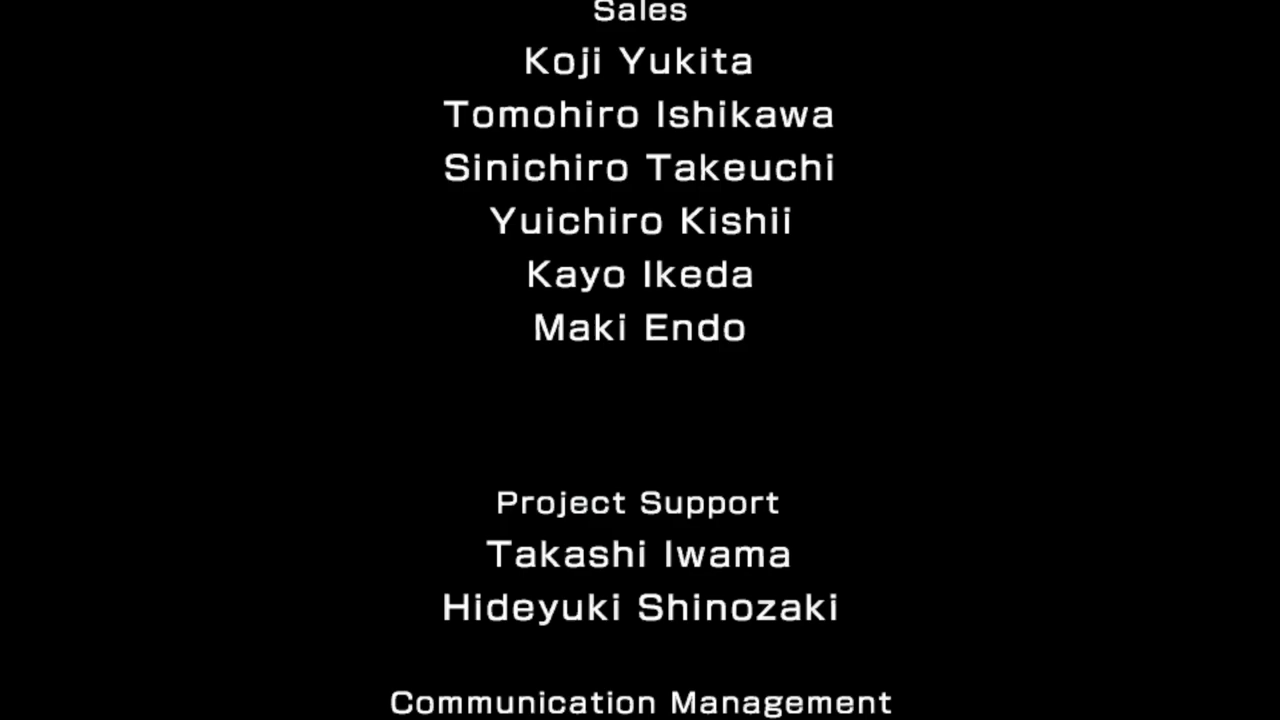 Sales
Koji Yukita
Tomohiro Ishikawa
Sinichiro Takeuchi
Yuichiro Kishii
Kayo Ikeda
Maki Endo
Project Support
Takashi Iwama
Hideyuki Shinozaki
Communication Management